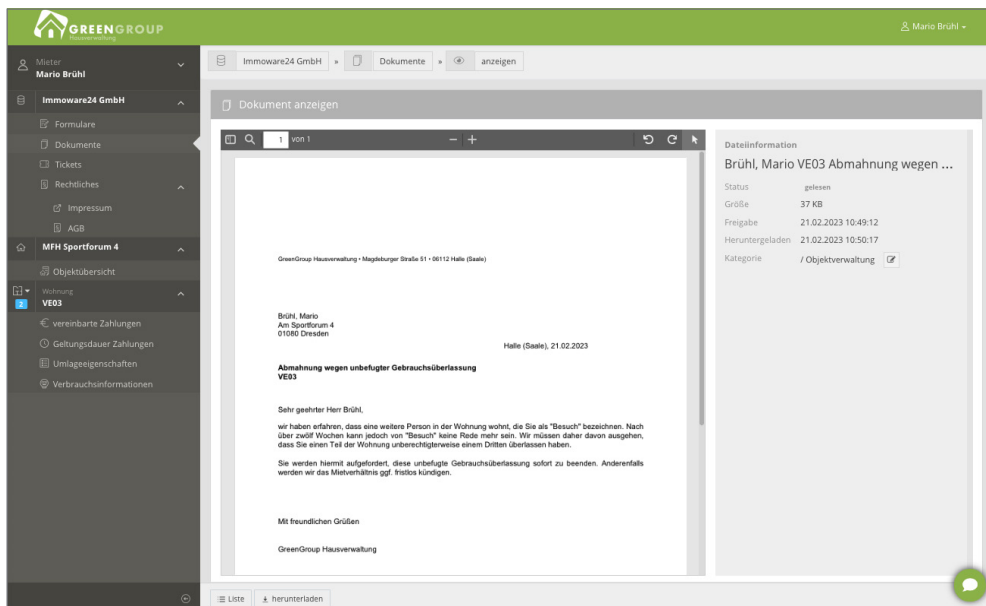 GREENGROUP
Hausverwaltung
Mario Brühl
Mieter
Mario Brühl
Immoware24 GmbH
Formulare
Dokumente
Tickets
Rechtliches
Impressum
AGB
MFH Sportforum 4
Objektübersicht
Wohnung
2
VE03
vereinbarte Zahlungen
Geltungsdauer Zahlungen
Umlageeigenschaften
Verbrauchsinformationen
Immoware24 GmbH » Dokumente » anzeigen
Dokument anzeigen
1 von 1
GreenGroup Hausverwaltung • Magdeburger Straße 51 • 06112 Halle (Saale)
Brühl, Mario
Am Sportforum 4
01080 Dresden
Halle (Saale), 21.02.2023
Abmahnung wegen unbefugter Gebrauchsüberlassung
VE03
Sehr geehrter Herr Brühl,
wir haben erfahren, dass eine weitere Person in der Wohnung wohnt, die Sie als "Besuch" bezeichnen. Nach
über zwölf Wochen kann jedoch von "Besuch" keine Rede mehr sein. Wir müssen daher davon ausgehen,
dass Sie einen Teil der Wohnung unberechtigterweise einem Dritten überlassen haben.
Sie werden hiermit aufgefordert, diese unbefugte Gebrauchsüberlassung sofort zu beenden. Anderenfalls
werden wir das Mietverhältnis ggf. fristlos kündigen.
Mit freundlichen Grüßen
GreenGroup Hausverwaltung
Dateiinformation
Brühl, Mario VE03 Abmahnung wegen ...
Status gelesen
Größe 37 KB
Freigabe 21.02.2023 10:49:12
Heruntergeladen 21.02.2023 10:50:17
Kategorie / Objektverwaltung
Liste
herunterladen